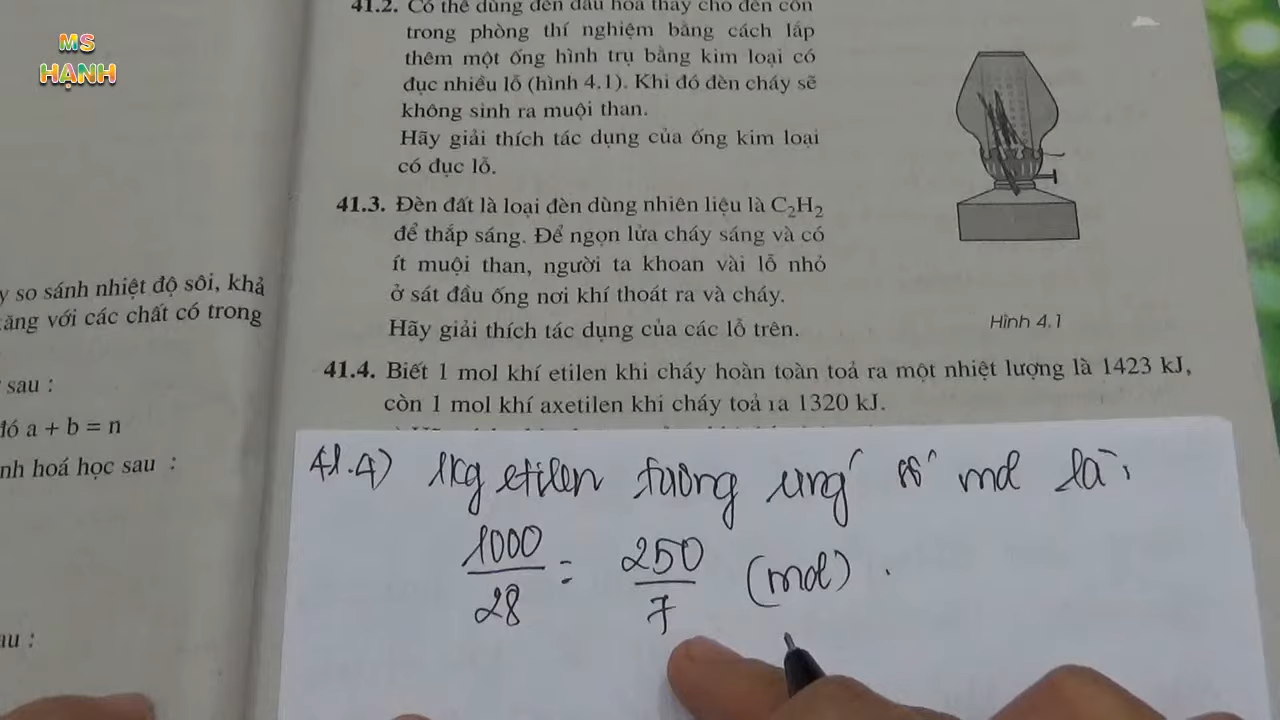 MS
HẠNH
41.2. Có thể dùng đèn dầu hoả thay cho đèn cồn
trong phòng thí nghiệm bằng cách lắp
thêm một ống hình trụ bằng kim loại có
đục nhiều lỗ (hình 4.1). Khi đó đèn cháy sẽ
không sinh ra muội than.
Hãy giải thích tác dụng của ống kim loại
có đục lỗ.
41.3. Đèn đất là loại đèn dùng nhiên liệu là C₂H₂
để thắp sáng. Để ngọn lửa cháy sáng và có
ít muội than, người ta khoan vài lỗ nhỏ
ở sát đầu ống nơi khí thoát ra và cháy.
Hãy giải thích tác dụng của các lỗ trên.
Hình 4.1
41.4. Biết 1 mol khí etilen khi cháy hoàn toàn toả ra một nhiệt lượng là 1423 kJ,
còn 1 mol khí axetilen khi cháy toả ra 1320 kJ.
y so sánh nhiệt độ sôi, khả
ăng với các chất có trong
sau :
đó a + b = n
nh hoá học sau :
au :
41.4) 1kg etilen tương ứng số mol là:
1000/28 = 250/7 (mol).